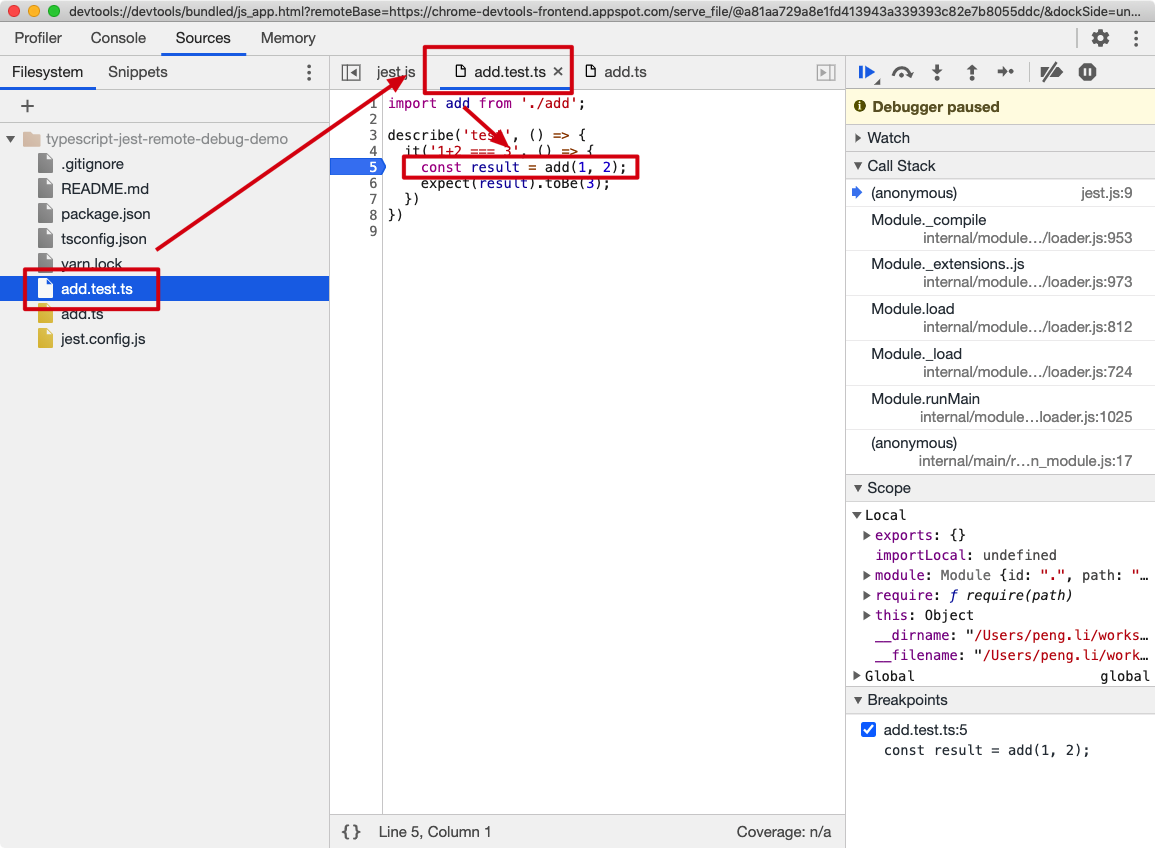 devtools://devtools/bundled/js_app.html?remoteBase=https://chrome-devtools-frontend.appspot.com/serve_file/@a81aa729a8e1fd413943a339393c82e7b8055ddc/&dockSide=un...
Profiler Console Sources Memory
Filesystem Snippets
jest.js add.test.ts × add.ts
+
typescript-jest-remote-debug-demo
.gitignore
README.md
package.json
tsconfig.json
yarn.lock
add.test.ts
add.ts
jest.config.js
1 import add from './add';
2
3 describe('test', () => {
4 it('1+2 === 3', () => {
5 const result = add(1, 2);
6 expect(result).toBe(3);
7 })
8 })
9
{} Line 5, Column 1 Coverage: n/a
Debugger paused
Watch
Call Stack
(anonymous) jest.js:9
Module._compile
internal/module…/loader.js:953
Module._extensions..js
internal/module…/loader.js:973
Module.load
internal/module…/loader.js:812
Module._load
internal/module…/loader.js:724
Module.runMain
internal/module…loader.js:1025
(anonymous)
internal/main/r…n_module.js:17
Scope
Local
exports: {}
importLocal: undefined
module: Module {id: ".", path: "…
require: ƒ require(path)
this: Object
__dirname: "/Users/peng.li/works…
__filename: "/Users/peng.li/work…
Global global
Breakpoints
add.test.ts:5
const result = add(1, 2);